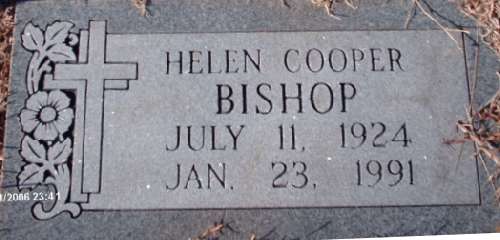 HELEN COOPER
BISHOP
JULY 11, 1924
JAN. 23, 1991